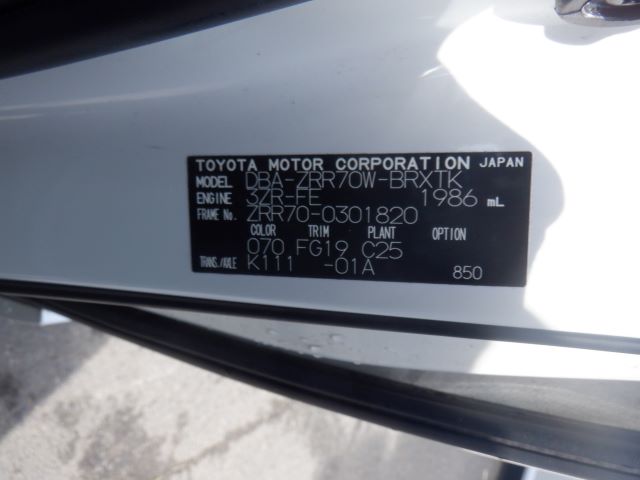 TOYOTA MOTOR CORPORATION JAPAN
MODEL DBA-ZRR70W-BRXTK
ENGINE 3ZR-FE 1986 mL
FRAME No. ZRR70-0301820
COLOR TRIM PLANT OPTION
070 FG19 C25
TRANS./AXLE K111 -01A 850